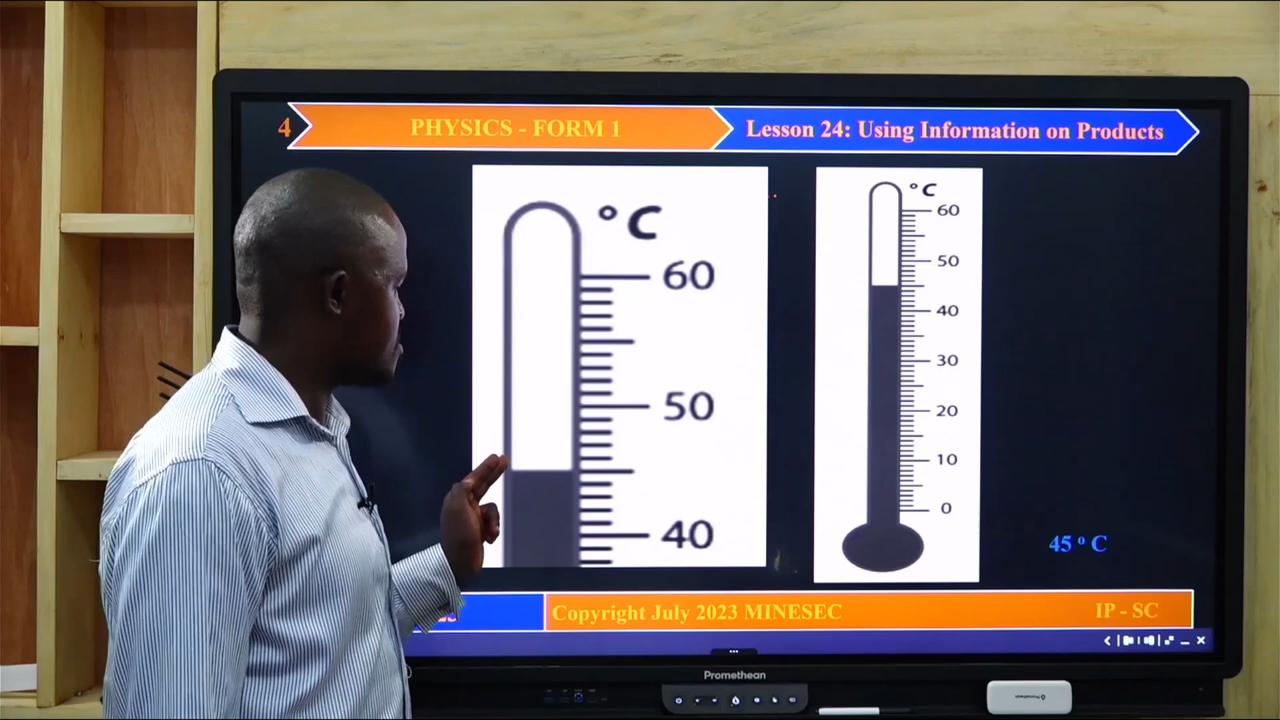 4
PHYSICS - FORM 1
Lesson 24: Using Information on Products
° C
60
50
40
° C
60
50
40
30
20
10
0
45 ° C
Copyright July 2023 MINESEC
IP - SC
Promethean
Promethean